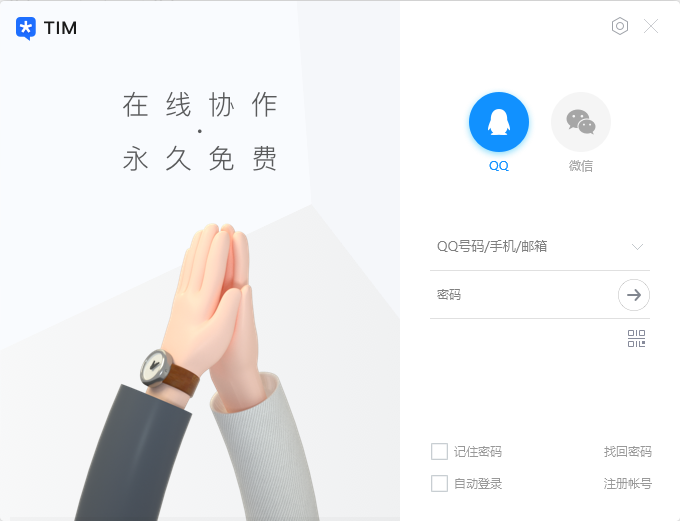 TIM
在线协作
·
永久免费
QQ
微信
QQ号码/手机/邮箱
密码
记住密码
找回密码
自动登录
注册帐号